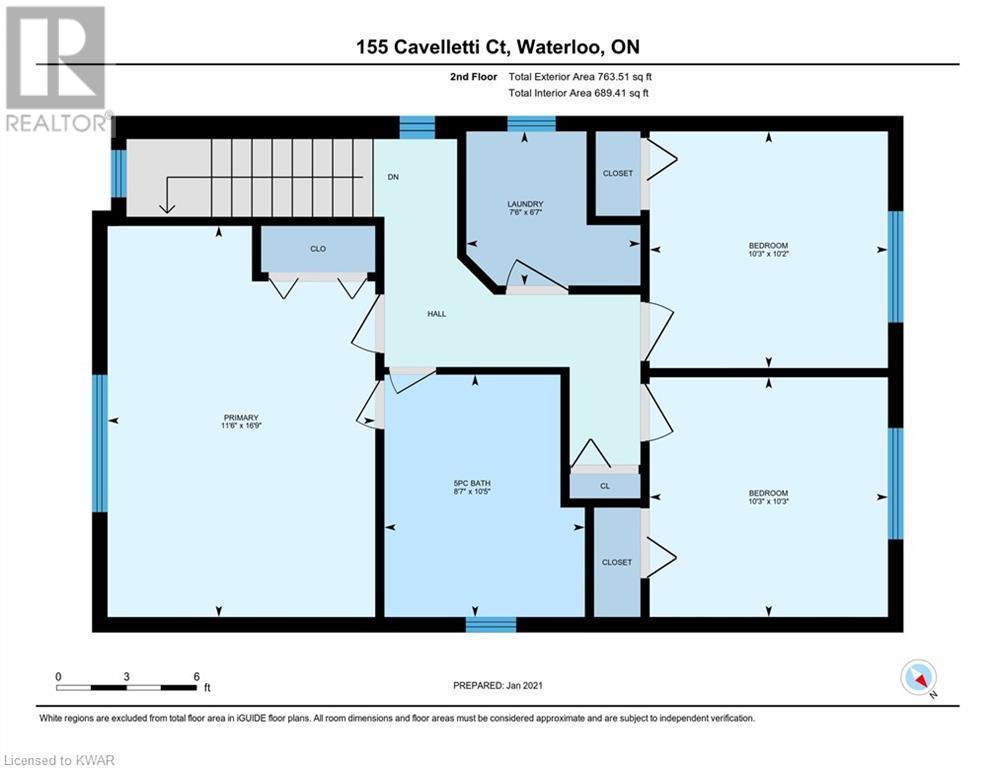 155 Cavelletti Ct, Waterloo, ON
2nd Floor Total Exterior Area 763.51 sq ft
Total Interior Area 689.41 sq ft
REALTOR®
DN
LAUNDRY
7'6" x 6'7"
CLOSET
CLO
BEDROOM
10'3" x 10'2"
HALL
PRIMARY
11'6" x 16'9"
5PC BATH
8'7" x 10'5"
CL
BEDROOM
10'3" x 10'3"
CLOSET
0 3 6
ft
PREPARED: Jan 2021
N
White regions are excluded from total floor area in iGUIDE floor plans. All room dimensions and floor areas must be considered approximate and are subject to independent verification.
Licensed to KWAR